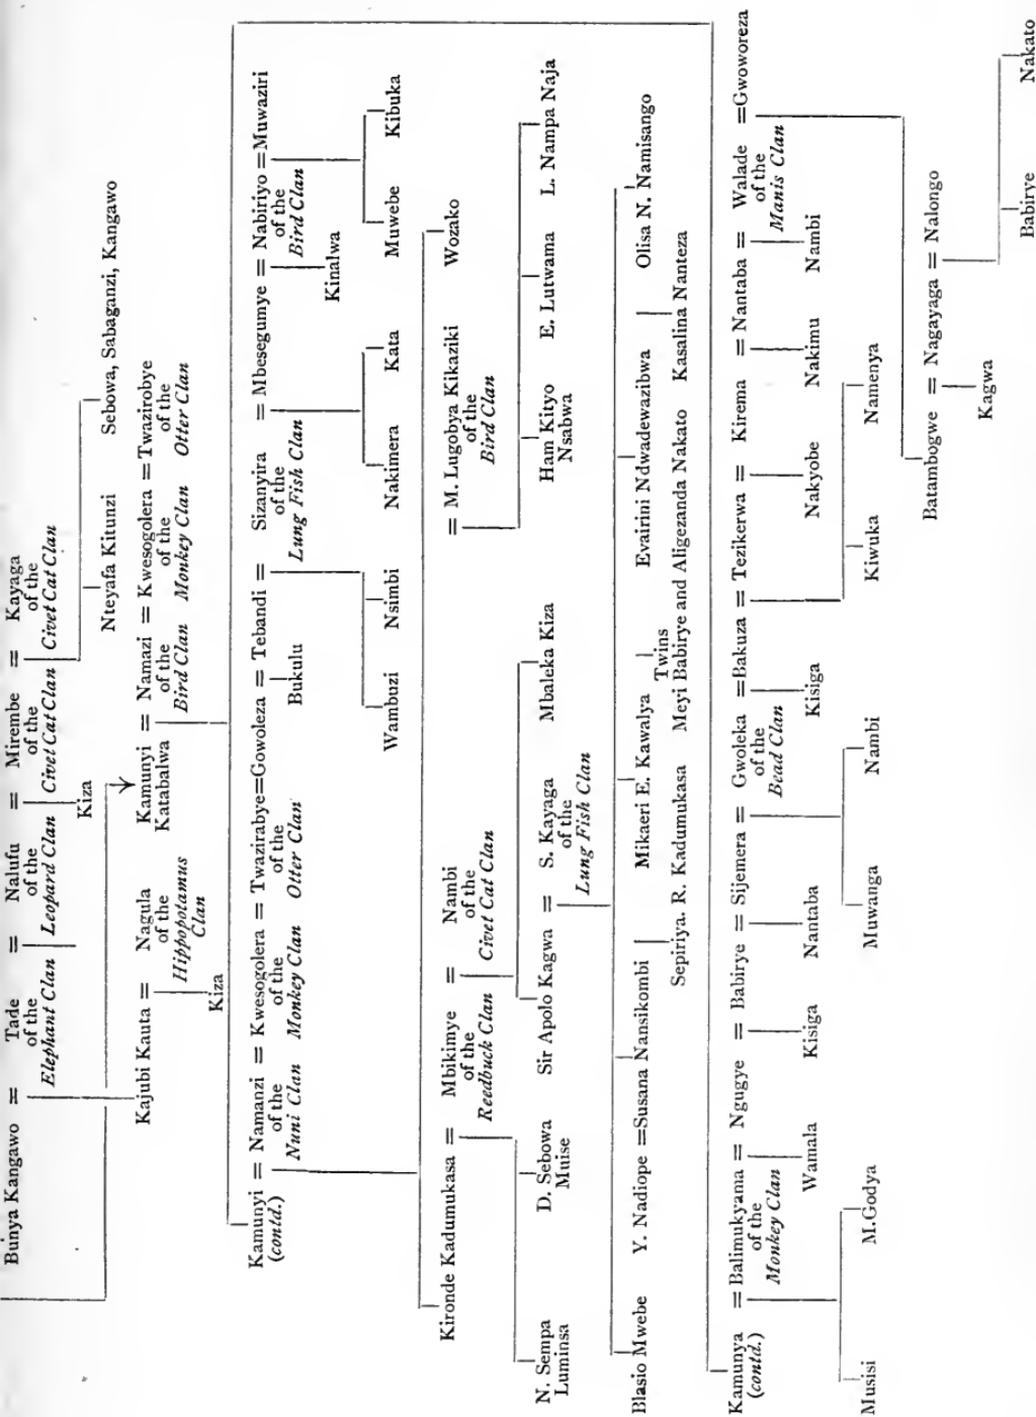 Bunya Kangawo = Tade = Nalufu = Mirembe = Kayaga
of the of the of the of the
Elephant Clan Leopard Clan Civet Cat Clan Civet Cat Clan
Kiza Nteyafa Kitunzi Sebowa, Sabaganzi, Kangawo
Kajubi Kauta = Nagula Kamunyi = Namazi = Kwesogolera = Twazirobye
of the Katabalwa of the of the of the
Hippopotamus Bird Clan Monkey Clan Otter Clan
Clan
Kiza
Kamunyi = Namanzi = Kwesogolera = Twazirabye=Gowoleza = Tebandi = Sizanyira = Mbesegumye = Nabiriyo =Muwaziri
(contd.) of the of the of the Bukulu of the of the
Nuni Clan Monkey Clan Otter Clan Lung Fish Clan Bird Clan
Kinalwa
Wambuzi Nsimbi Nakimera Kata Muwebe Kibuka
Kironde Kadumukasa = Mbikimye = Nambi = M. Lugobya Kikaziki Wozako
of the of the of the
Reedbuck Clan Civet Cat Clan Bird Clan
N. Sempa D. Sebowa Sir Apolo Kagwa = S. Kayaga Mbaleka Kiza Ham Kityo E. Lutwama L. Nampa Naja
Luminsa Muise of the Nsabwa
Lung Fish Clan
Blasio Mwebe Y. Nadiope =Susana Nansikombi Mikaeri E. Kawalya Evairini Ndwadewazibwa Olisa N. Namisango
Twins
Sepiriya. R. Kadumukasa Meyi Babirye and Aligezanda Nakato Kasalina Nanteza
Kamunya =Balimukyama = Ngugye = Babirye = Sijemera = Gwoleka =Bakuza = Tezikerwa = Kirema = Nantaba = Walade =Gwoworeza
(contd.) of the of the of the
Monkey Clan Bead Clan Manis Clan
Wamala Kisiga Nantaba Kisiga Nakyobe Nakimu Nambi
Musisi M.Godya Muwanga Nambi Kiwuka Namenya
Batambogwe = Nagayaga = Nalongo
Kagwa
Babirye Nakato